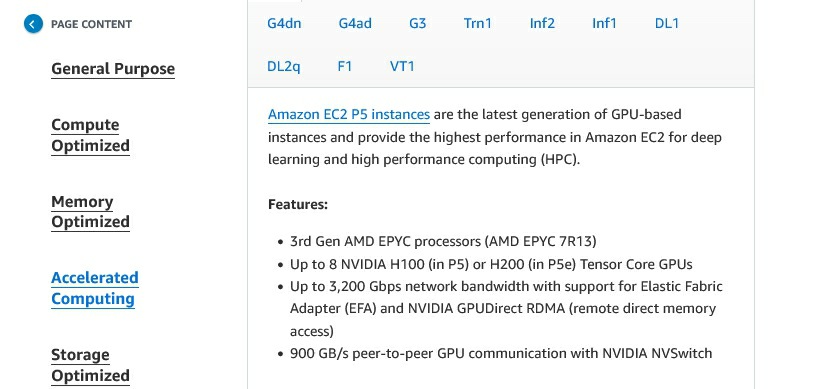 PAGE CONTENT
General Purpose
Compute
Optimized
Memory
Optimized
Accelerated
Computing
Storage
Optimized
G4dn G4ad G3 Trn1 Inf2 Inf1 DL1
DL2q F1 VT1
Amazon EC2 P5 instances are the latest generation of GPU-based
instances and provide the highest performance in Amazon EC2 for deep
learning and high performance computing (HPC).
Features:
• 3rd Gen AMD EPYC processors (AMD EPYC 7R13)
• Up to 8 NVIDIA H100 (in P5) or H200 (in P5e) Tensor Core GPUs
• Up to 3,200 Gbps network bandwidth with support for Elastic Fabric
Adapter (EFA) and NVIDIA GPUDirect RDMA (remote direct memory
access)
• 900 GB/s peer-to-peer GPU communication with NVIDIA NVSwitch